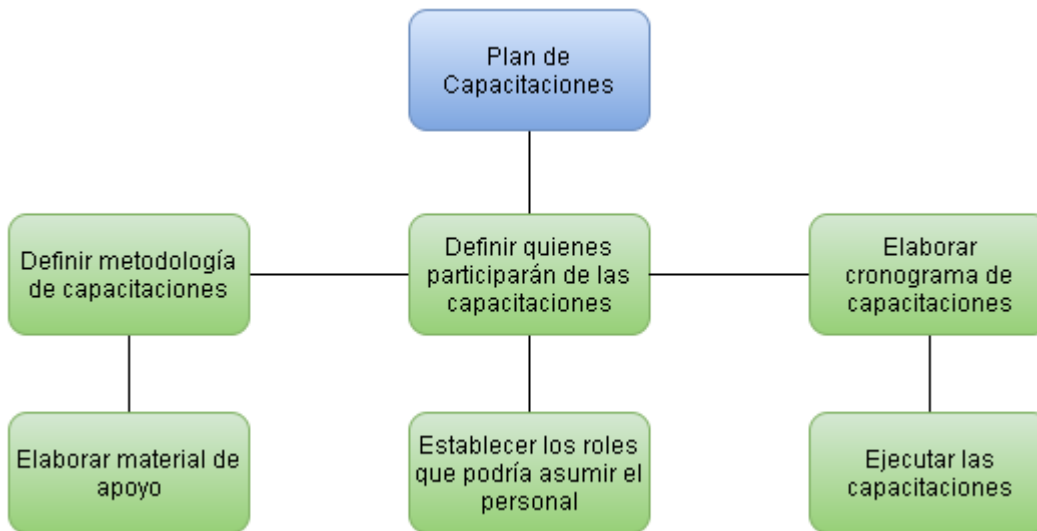 Plan de
Capacitaciones
Definir metodología
de capacitaciones
Definir quienes
participarán de las
capacitaciones
Elaborar
cronograma de
capacitaciones
Elaborar material de
apoyo
Establecer los roles
que podría asumir el
personal
Ejecutar las
capacitaciones